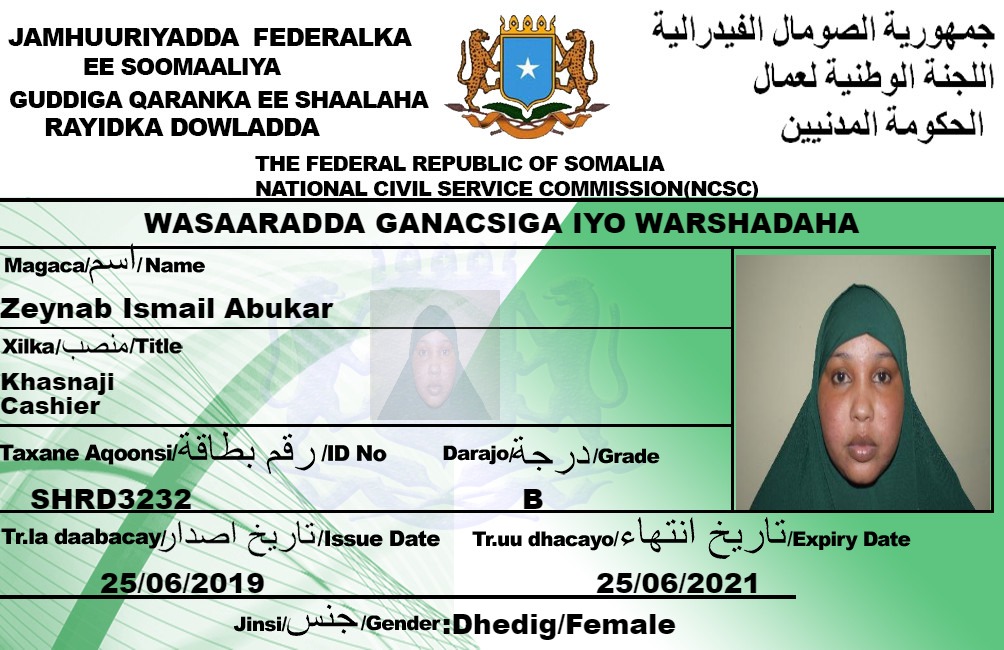 JAMHUURIYADDA FEDERALKA
EE SOOMAALIYA
GUDDIGA QARANKA EE SHAALAHA
RAYIDKA DOWLADDA
جمهورية الصومال الفيدرالية
اللجنة الوطنية لعمال
الحكومة المدنيين
THE FEDERAL REPUBLIC OF SOMALIA
NATIONAL CIVIL SERVICE COMMISSION(NCSC)
WASAARADDA GANACSIGA IYO WARSHADAHA
Magaca/اسم/Name
Zeynab Ismail Abukar
Xilka/منصب/Title
Khasnaji
Cashier
Taxane Aqoonsi/رقم بطاقة/ID No
SHRD3232
Darajo/درجة/Grade
B
Tr.la daabacay/تاريخ اصدار/Issue Date
25/06/2019
Tr.uu dhacayo/تاريخ انتهاء/Expiry Date
25/06/2021
Jinsi/جنس/Gender:Dhedig/Female